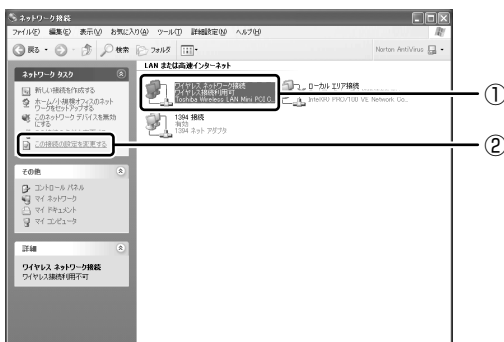 ネットワーク接続
ファイル(F) 編集(E) 表示(V) お気に入り(A) ツール(T) 詳細設定(N) ヘルプ(H)
戻る 検索 フォルダ Norton AntiVirus
ネットワーク タスク
新しい接続を作成する
ホーム/小規模オフィスのネットワークをセットアップする
このネットワーク デバイスを無効にする
この接続の設定を変更する
その他
コントロール パネル
マイ ネットワーク
マイ ドキュメント
マイ コンピュータ
詳細
ワイヤレス ネットワーク接続
ワイヤレス接続利用不可
LAN または高速インターネット
ワイヤレス ネットワーク接続
ワイヤレス接続利用不可
Toshiba Wireless LAN Mini PCI C...
ローカル エリア接続
Intel(R) PRO/100 VE Network Co...
1394 接続
有効
1394 ネット アダプタ
①
②